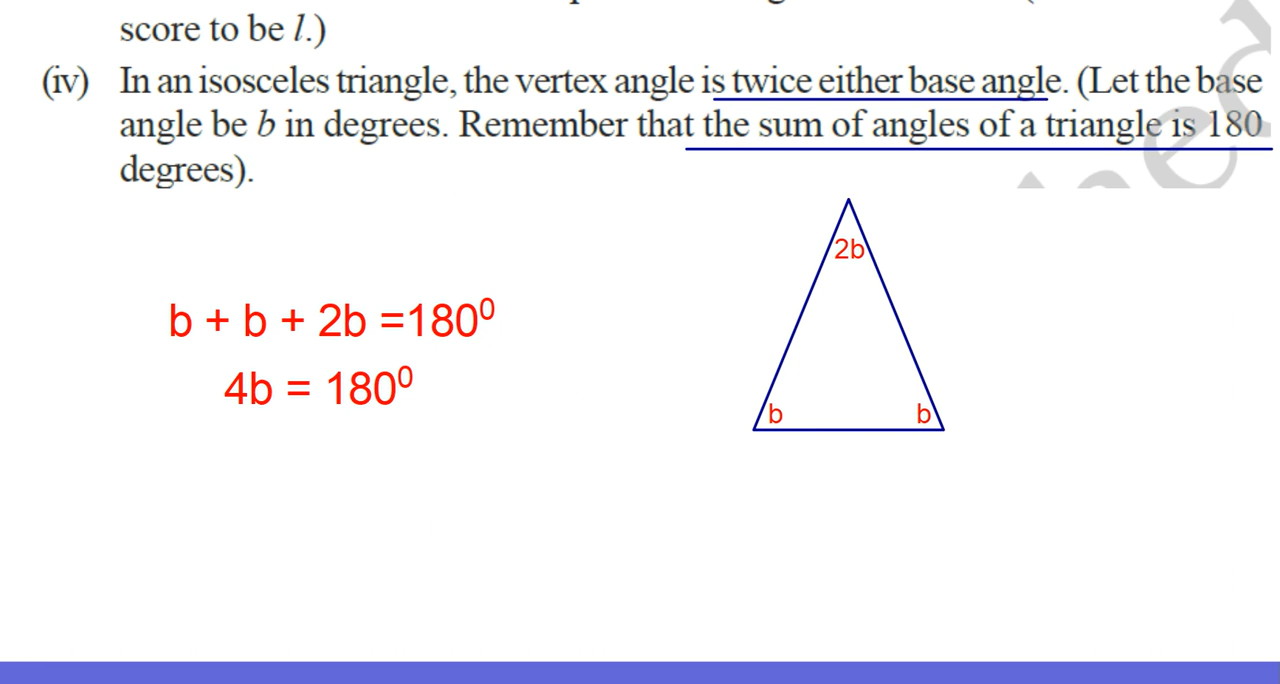 score to be l.)
(iv) In an isosceles triangle, the vertex angle is twice either base angle. (Let the base
angle be b in degrees. Remember that the sum of angles of a triangle is 180
degrees).
2b
b + b + 2b =180⁰
4b = 180⁰
b b